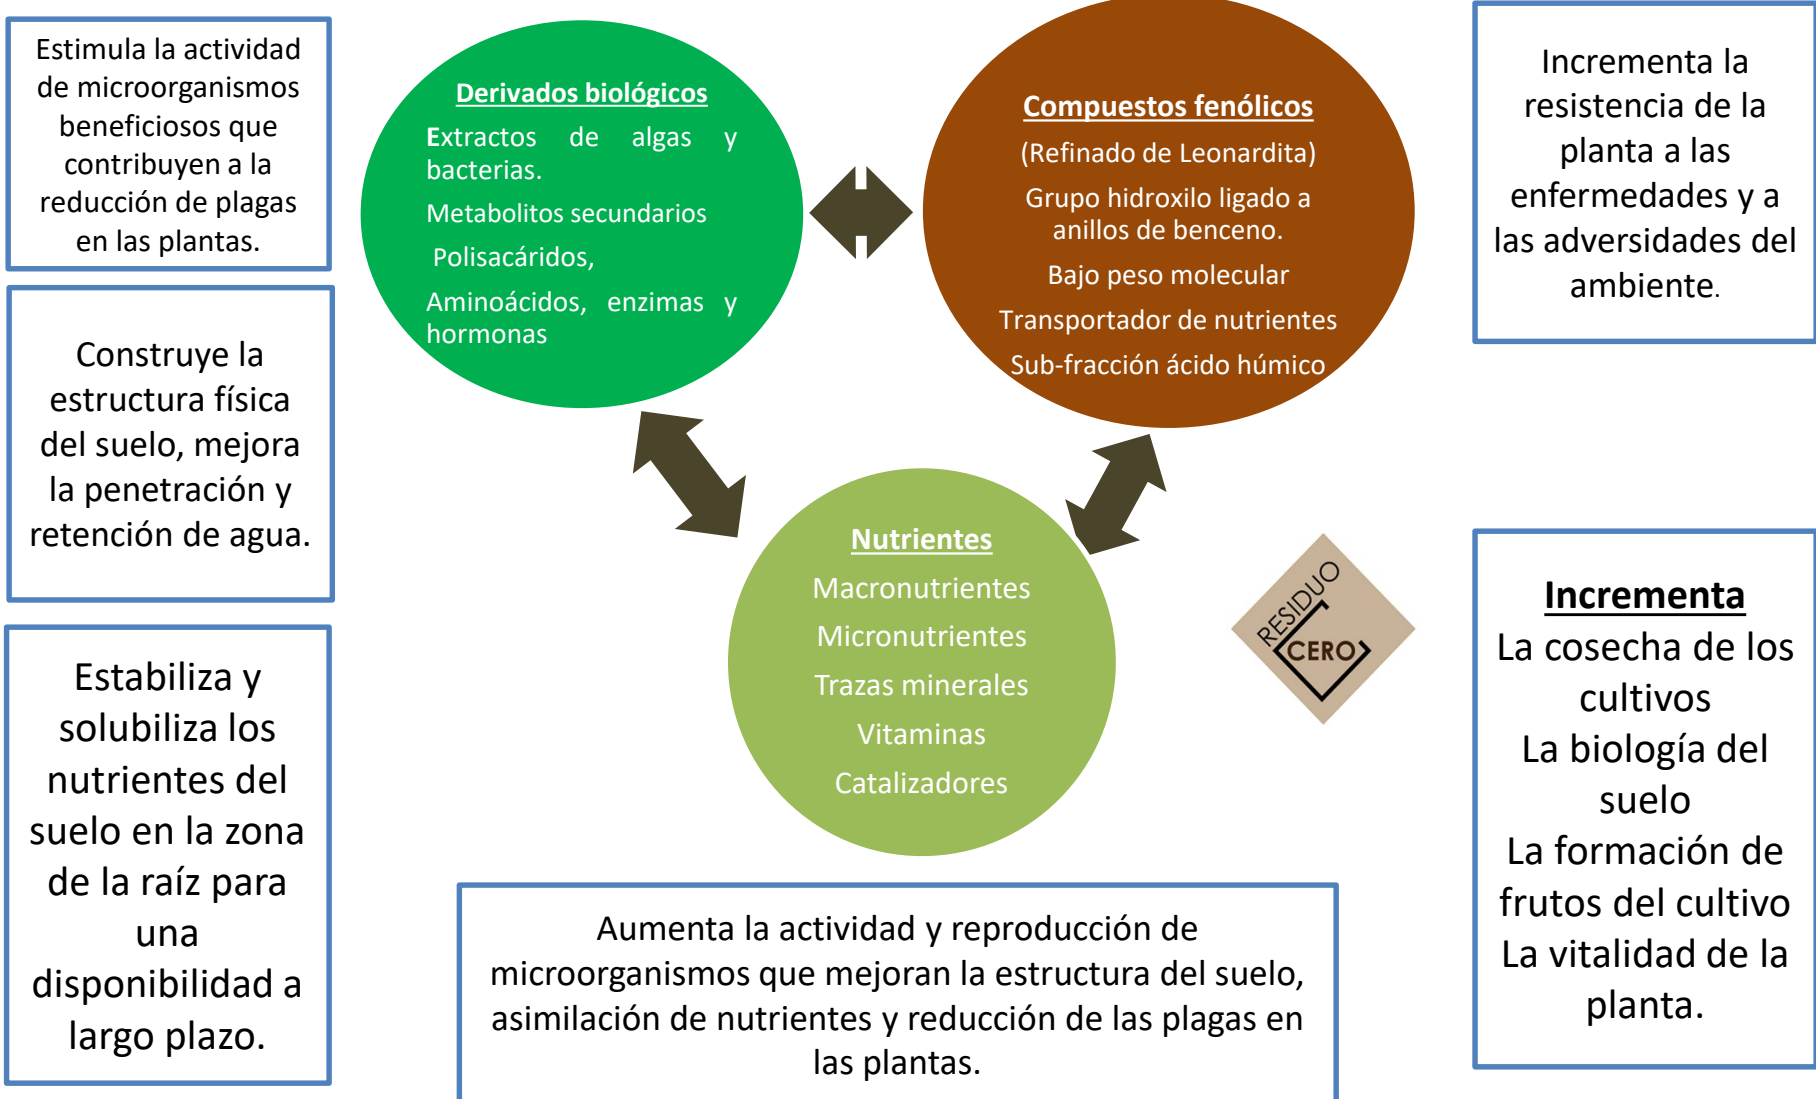 Estimula la actividad
de microorganismos
beneficiosos que
contribuyen a la
reducción de plagas
en las plantas.
Construye la
estructura física
del suelo, mejora
la penetración y
retención de agua.
Estabiliza y
solubiliza los
nutrientes del
suelo en la zona
de la raíz para
una
disponibilidad a
largo plazo.
Derivados biológicos
Extractos de algas y
bacterias.
Metabolitos secundarios
Polisacáridos,
Aminoácidos, enzimas y
hormonas
Compuestos fenólicos
(Refinado de Leonardita)
Grupo hidroxilo ligado a
anillos de benceno.
Bajo peso molecular
Transportador de nutrientes
Sub-fracción ácido húmico
Nutrientes
Macronutrientes
Micronutrientes
Trazas minerales
Vitaminas
Catalizadores
RESIDUO
CERO
Aumenta la actividad y reproducción de
microorganismos que mejoran la estructura del suelo,
asimilación de nutrientes y reducción de las plagas en
las plantas.
Incrementa la
resistencia de la
planta a las
enfermedades y a
las adversidades del
ambiente.
Incrementa
La cosecha de los
cultivos
La biología del
suelo
La formación de
frutos del cultivo
La vitalidad de la
planta.